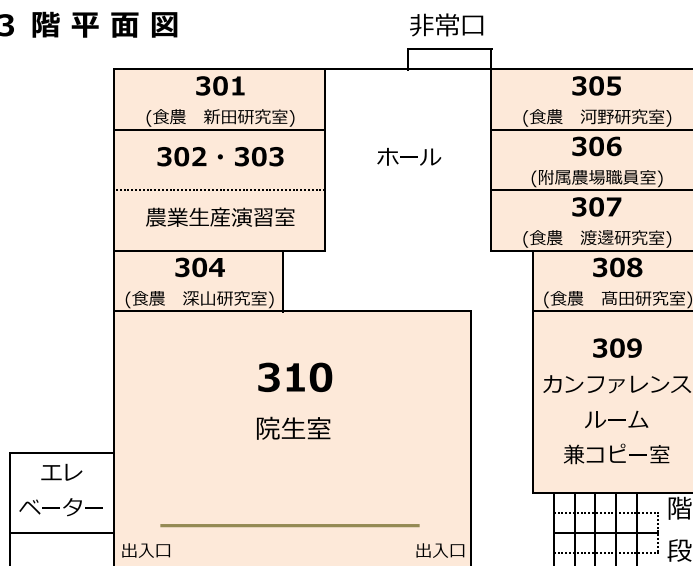 3 階 平 面 図
非常口
301
(食農　新田研究室)
302・303
農業生産演習室
304
(食農　深山研究室)
ホール
305
(食農　河野研究室)
306
(附属農場職員室)
307
(食農　渡邊研究室)
308
(食農　髙田研究室)
309
カンファレンス
ルーム
兼コピー室
310
院生室
エレ
ベーター
出入口
出入口
階
段